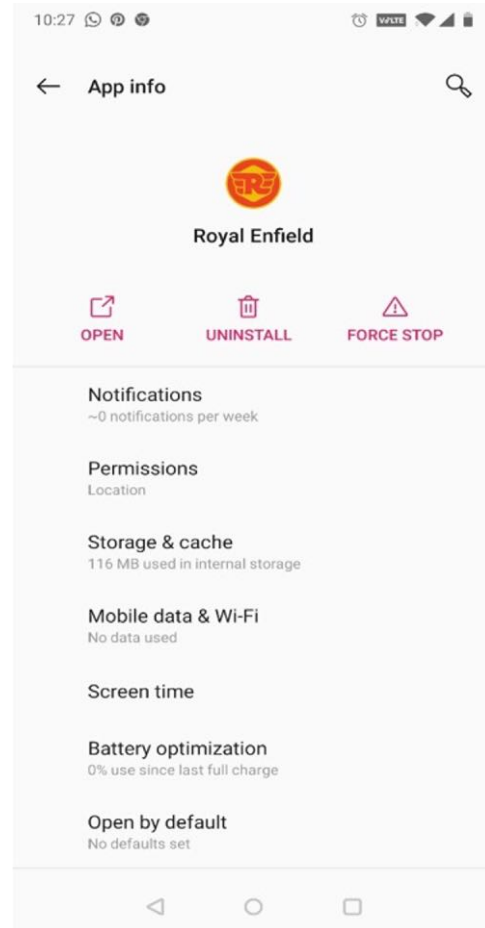 10:27 VoLTE
App info
RE
Royal Enfield
OPEN UNINSTALL FORCE STOP
Notifications
~0 notifications per week
Permissions
Location
Storage & cache
116 MB used in internal storage
Mobile data & Wi-Fi
No data used
Screen time
Battery optimization
0% use since last full charge
Open by default
No defaults set